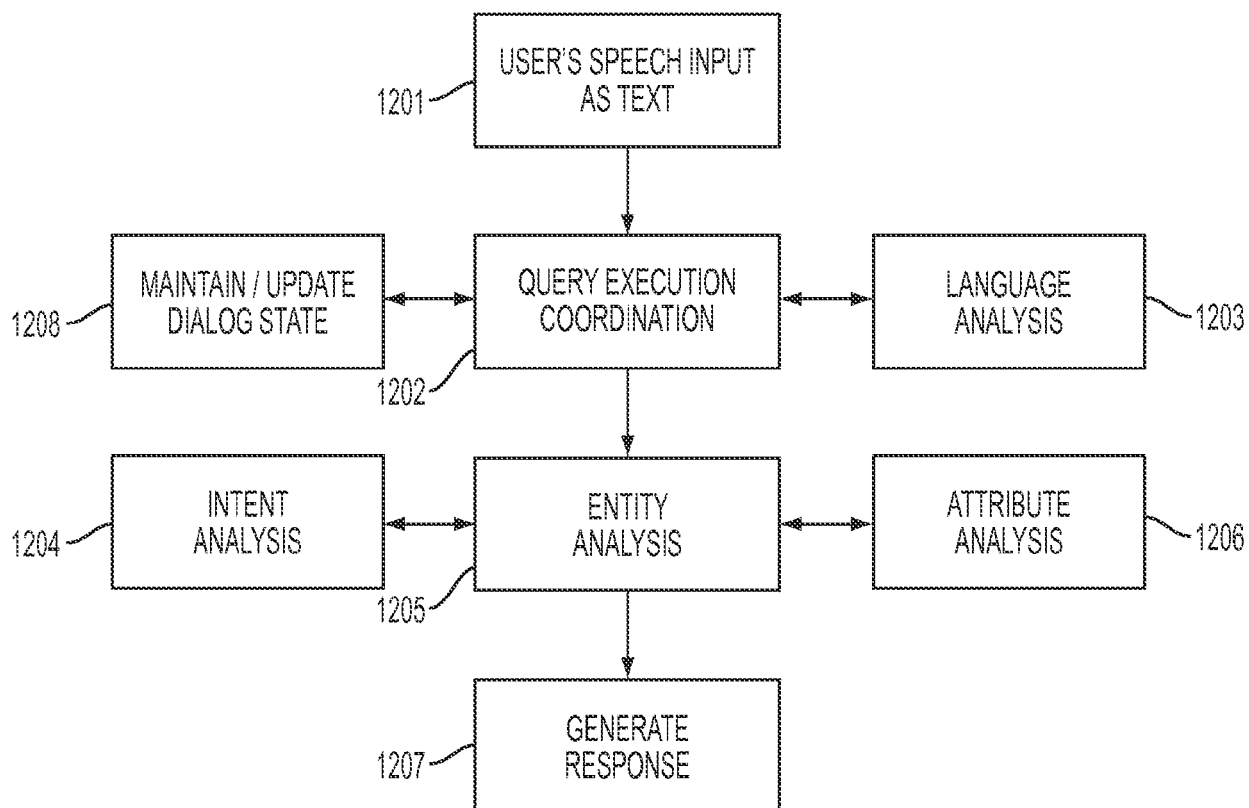 USER'S SPEECH INPUT
AS TEXT
1201
MAINTAIN / UPDATE
DIALOG STATE
1208
QUERY EXECUTION
COORDINATION
1202
LANGUAGE
ANALYSIS
1203
INTENT
ANALYSIS
1204
ENTITY
ANALYSIS
1205
ATTRIBUTE
ANALYSIS
1206
GENERATE
RESPONSE
1207